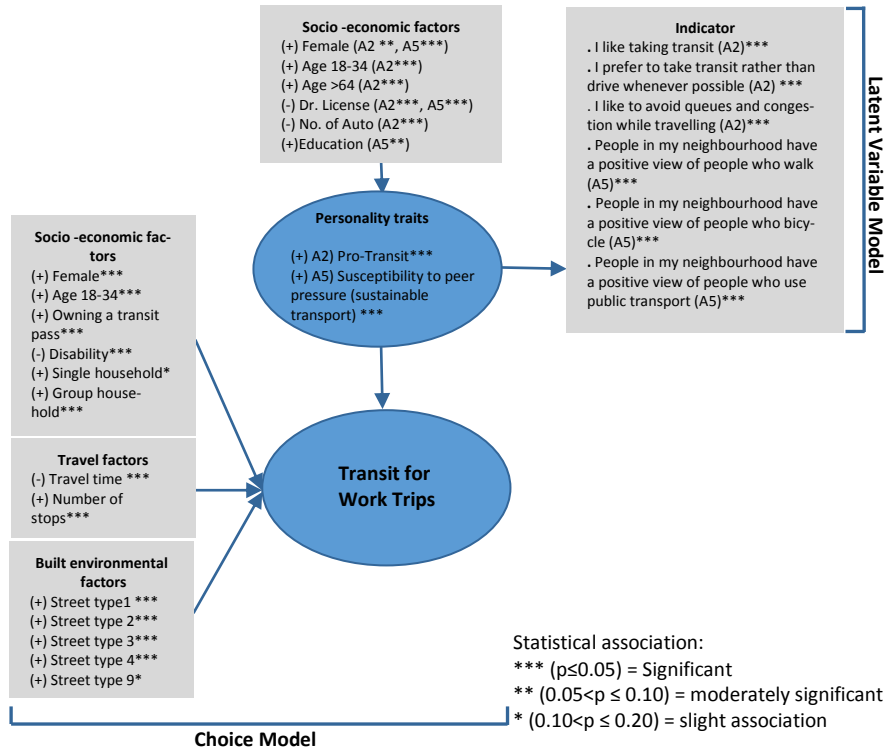 Socio -economic factors
(+) Female (A2 **, A5***)
(+) Age 18-34 (A2***)
(+) Age >64 (A2***)
(-) Dr. License (A2***, A5***)
(-) No. of Auto (A2***)
(+)Education (A5**)
Indicator
. I like taking transit (A2)***
. I prefer to take transit rather than
drive whenever possible (A2) ***
. I like to avoid queues and conges-
tion while travelling (A2)***
. People in my neighbourhood have
a positive view of people who walk
(A5)***
. People in my neighbourhood have
a positive view of people who bicy-
cle (A5)***
. People in my neighbourhood have
a positive view of people who use
public transport (A5)***
Latent Variable Model
Personality traits
(+) A2) Pro-Transit***
(+) A5) Susceptibility to peer
pressure (sustainable
transport) ***
Socio -economic fac-
tors
(+) Female***
(+) Age 18-34***
(+) Owning a transit
pass***
(-) Disability***
(+) Single household*
(+) Group house-
hold***
Travel factors
(-) Travel time ***
(+) Number of
stops***
Built environmental
factors
(+) Street type1 ***
(+) Street type 2***
(+) Street type 3***
(+) Street type 4***
(+) Street type 9*
Transit for
Work Trips
Choice Model
Statistical association:
*** (p≤0.05) = Significant
** (0.05<p ≤ 0.10) = moderately significant
* (0.10<p ≤ 0.20) = slight association